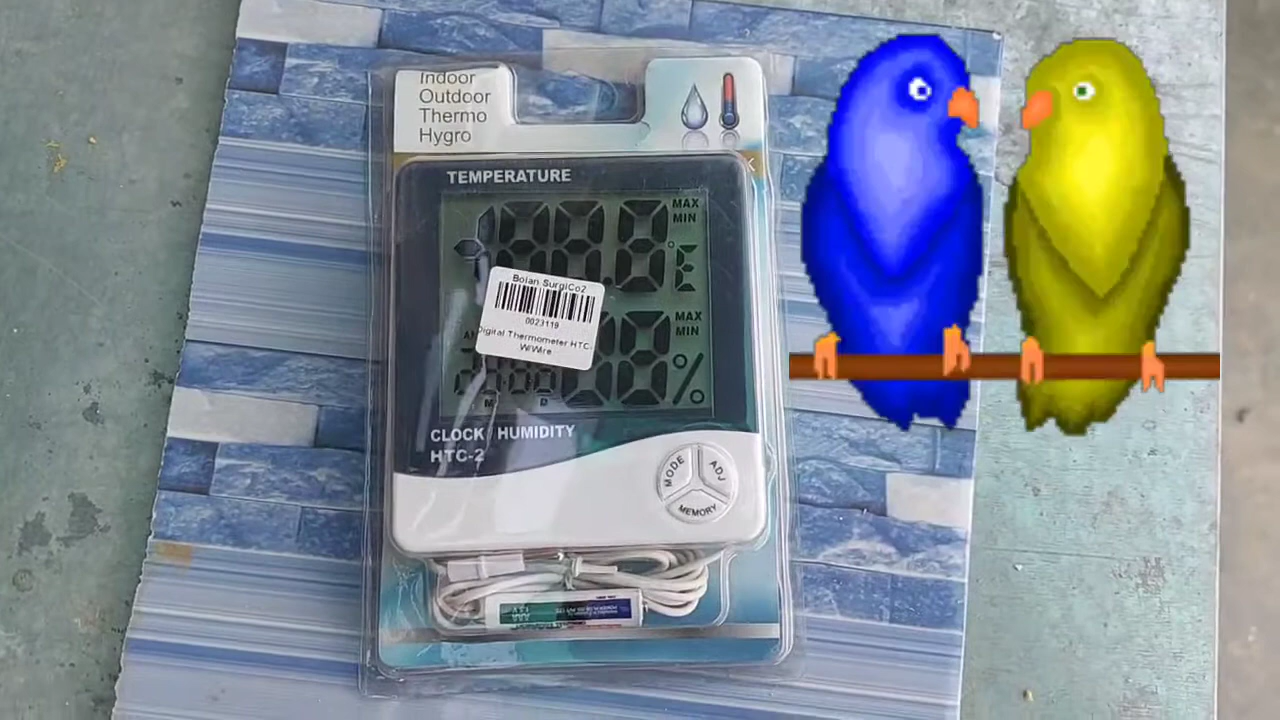 Indoor
Outdoor
Thermo
Hygro
TEMPERATURE
MAX
MIN
Bolan SurgiCo2
0023119
Digital Thermometer HTC-
W/Wire
MAX
MIN
%
M D
CLOCK / HUMIDITY
HTC-2
MODE
ADJ
MEMORY
AAA